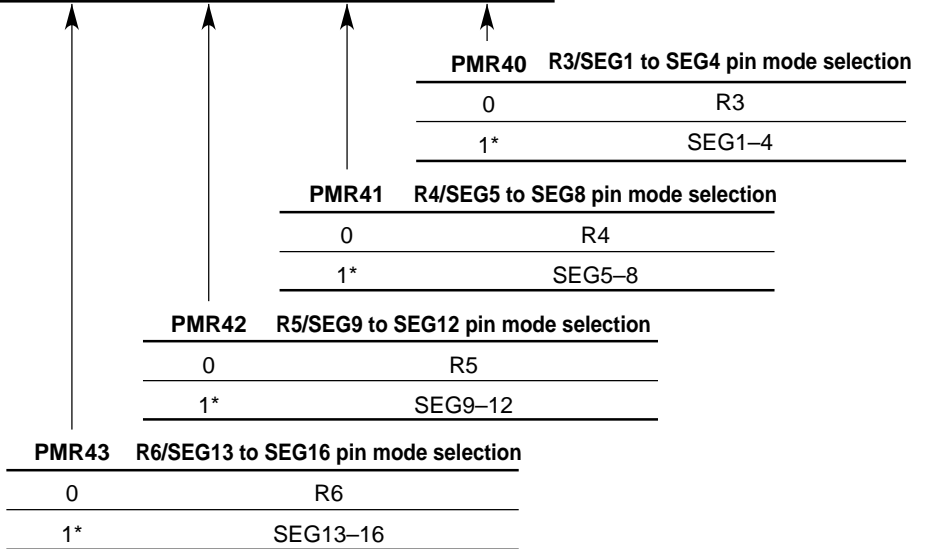 PMR40 R3/SEG1 to SEG4 pin mode selection
0 R3
1* SEG1–4
PMR41 R4/SEG5 to SEG8 pin mode selection
0 R4
1* SEG5–8
PMR42 R5/SEG9 to SEG12 pin mode selection
0 R5
1* SEG9–12
PMR43 R6/SEG13 to SEG16 pin mode selection
0 R6
1* SEG13–16